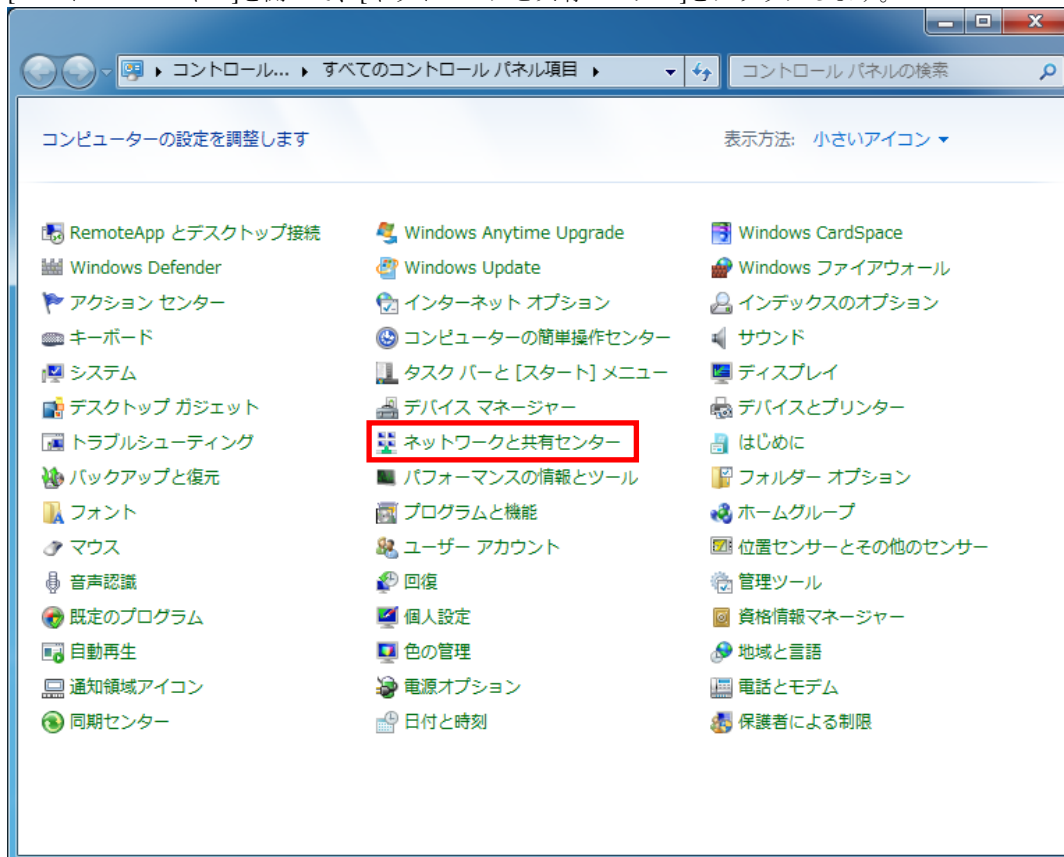 コントロール... すべてのコントロール パネル項目 コントロール パネルの検索
コンピューターの設定を調整します 表示方法: 小さいアイコン
RemoteApp とデスクトップ接続 Windows Anytime Upgrade Windows CardSpace
Windows Defender Windows Update Windows ファイアウォール
アクション センター インターネット オプション インデックスのオプション
キーボード コンピューターの簡単操作センター サウンド
システム タスク バーと [スタート] メニュー ディスプレイ
デスクトップ ガジェット デバイス マネージャー デバイスとプリンター
トラブルシューティング ネットワークと共有センター はじめに
バックアップと復元 パフォーマンスの情報とツール フォルダー オプション
フォント プログラムと機能 ホームグループ
マウス ユーザー アカウント 位置センサーとその他のセンサー
音声認識 回復 管理ツール
既定のプログラム 個人設定 資格情報マネージャー
自動再生 色の管理 地域と言語
通知領域アイコン 電源オプション 電話とモデム
同期センター 日付と時刻 保護者による制限